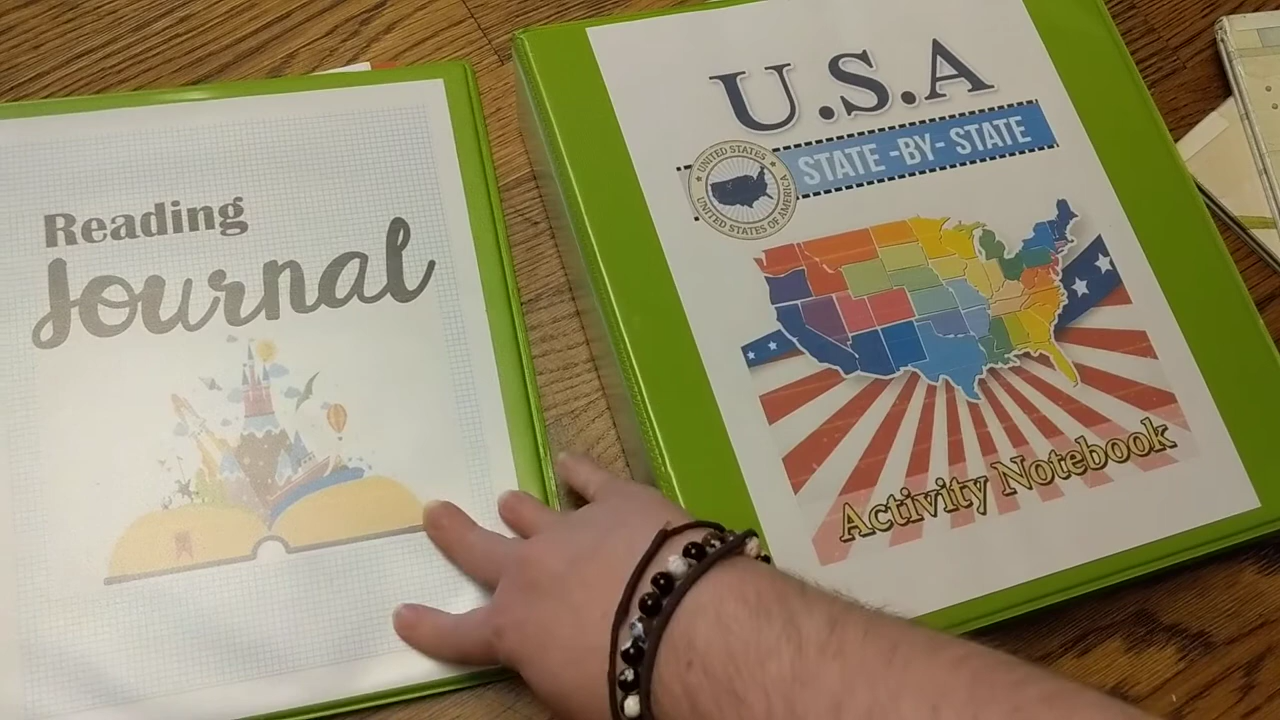 Reading
Journal
U.S.A
STATE -BY- STATE
UNITED STATES
UNITED STATES OF AMERICA
Activity Notebook